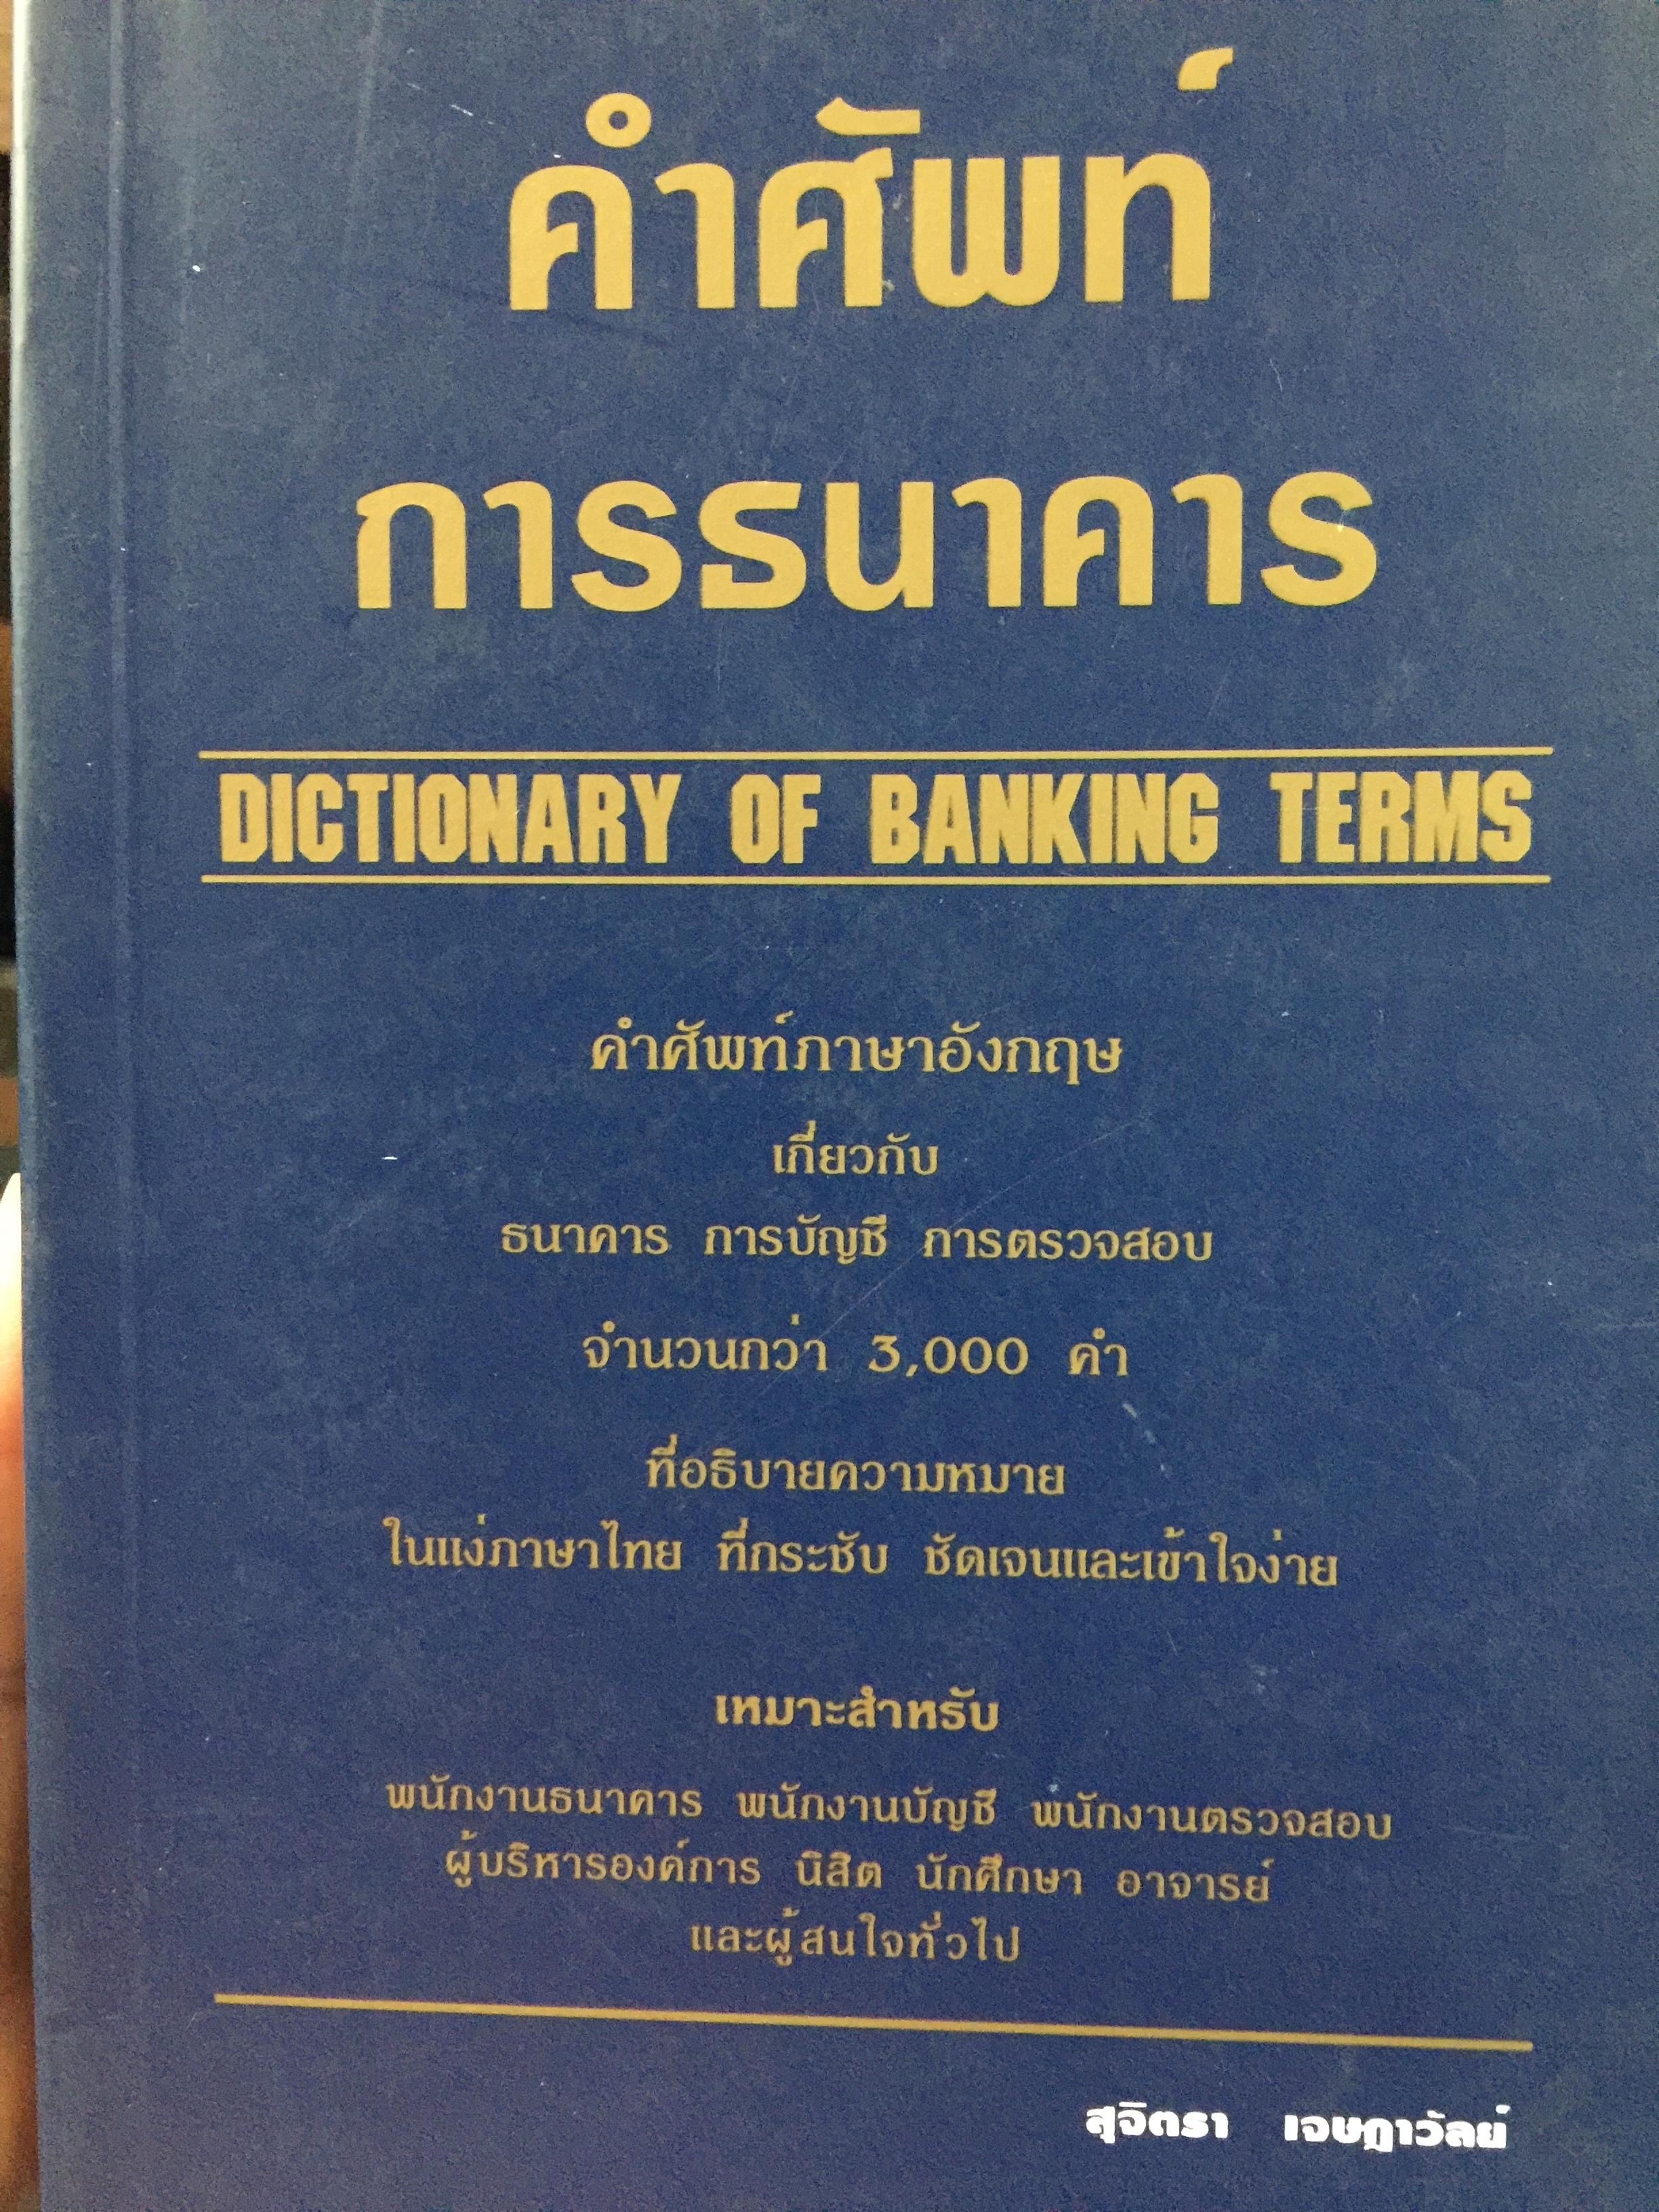 คำศัพท์
การธนาคาร
DICTIONARY OF BANKING TERMS
คำศัพท์ภาษาอังกฤษ
เกี่ยวกับ
ธนาคาร การบัญชี การตรวจสอบ
จำนวนกว่า 3,000 คำ
ที่อธิบายความหมาย
ในแง่ภาษาไทย ที่กระชับ ชัดเจนและเข้าใจง่าย
เหมาะสำหรับ
พนักงานธนาคาร พนักงานบัญชี พนักงานตรวจสอบ
ผู้บริหารองค์การ นิสิต นักศึกษา อาจารย์
และผู้สนใจทั่วไป
สุจิตรา เจษฎาวัลย์